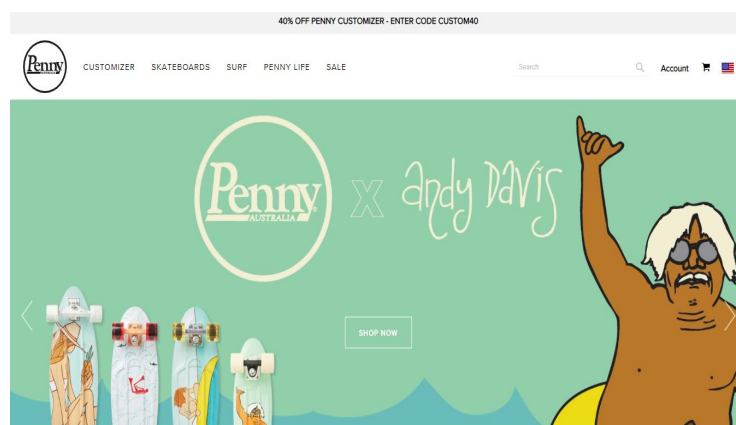 40% OFF PENNY CUSTOMIZER - ENTER CODE CUSTOM40
Penny
CUSTOMIZER SKATEBOARDS SURF PENNY LIFE SALE Search Account
Penny
AUSTRALIA
X andy DaViS
SHOP NOW